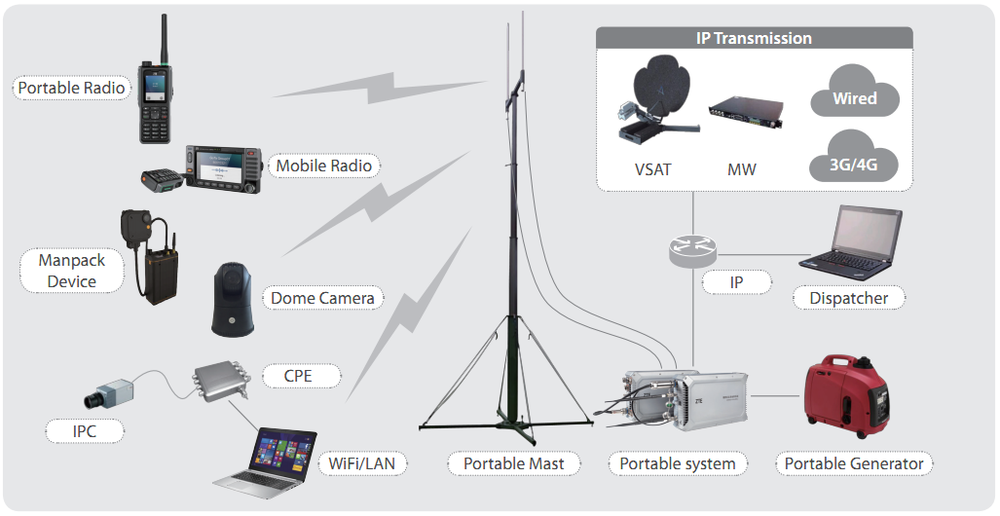 IP Transmission
Portable Radio
Wired
Mobile Radio
VSAT
MW
3G/4G
Manpack
Device
Dome Camera
IP
Dispatcher
CPE
ZTE
ZTE
IPC
WiFi/LAN
Portable Mast
Portable system
Portable Generator